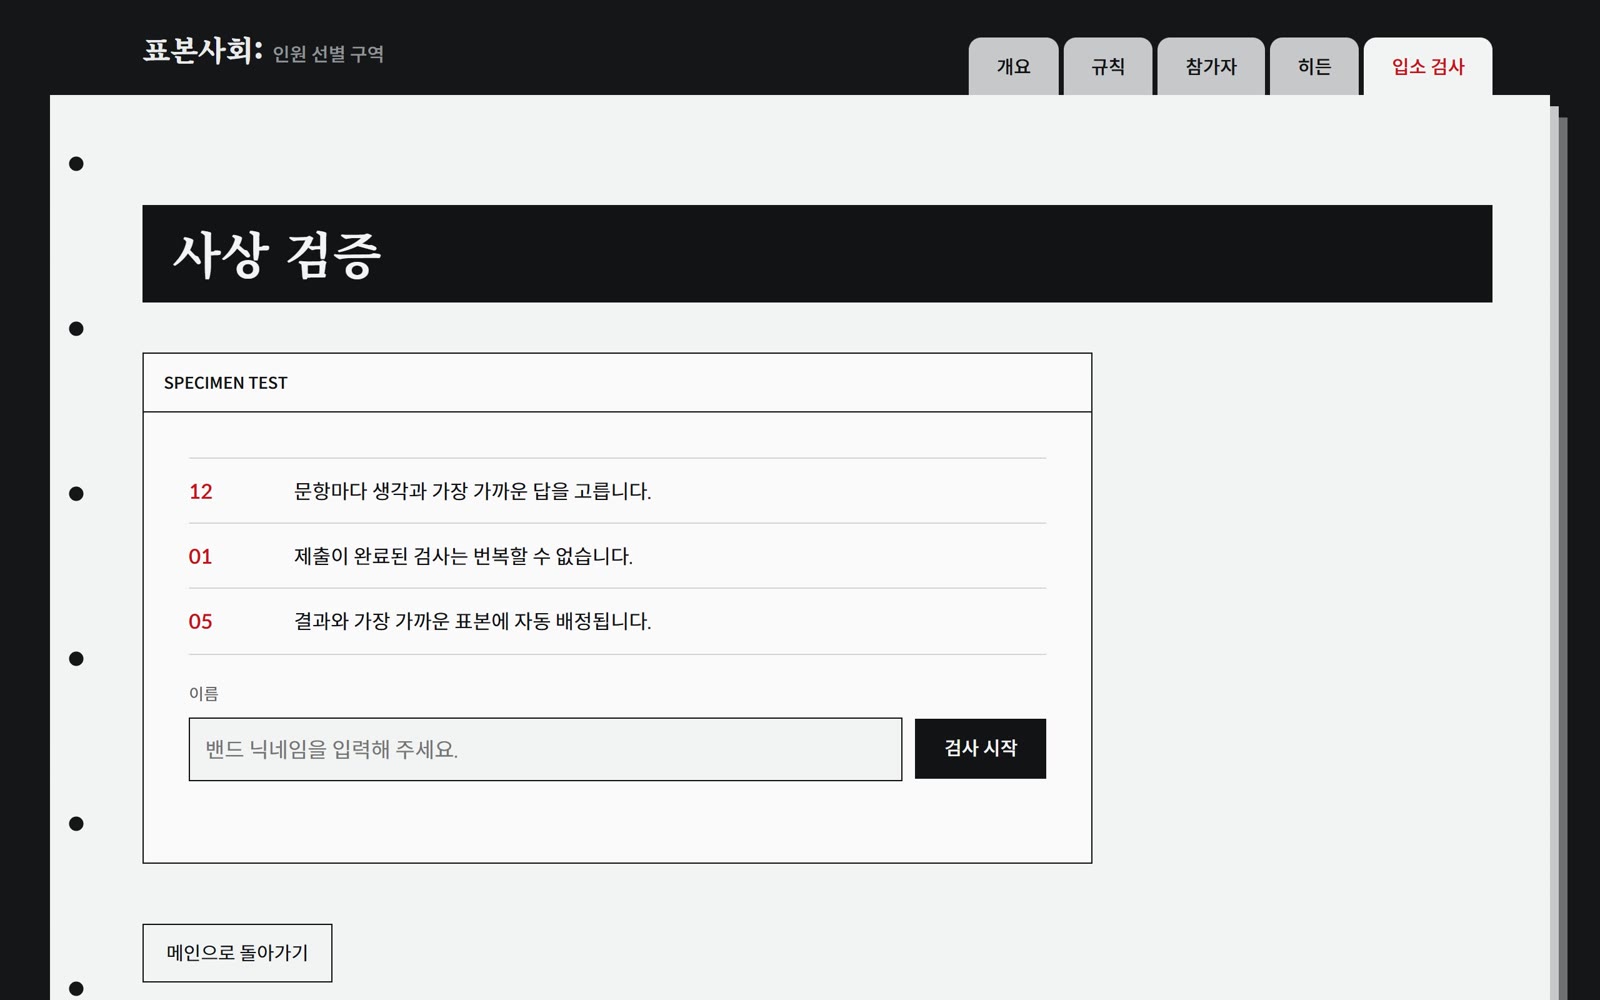 표본사회: 인원 선별 구역
개요
규칙
참가자
히든
입소 검사
사상 검증
SPECIMEN TEST
12 문항마다 생각과 가장 가까운 답을 고릅니다.
01 제출이 완료된 검사는 번복할 수 없습니다.
05 결과와 가장 가까운 표본에 자동 배정됩니다.
이름
밴드 닉네임을 입력해 주세요.
검사 시작
메인으로 돌아가기